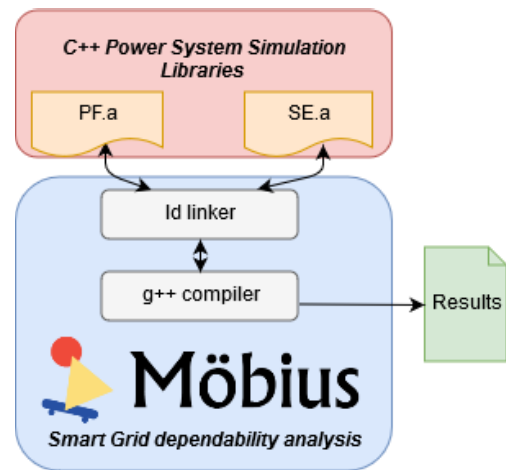 C++ Power System Simulation
Libraries
PF.a
SE.a
ld linker
g++ compiler
Results
Möbius
Smart Grid dependability analysis